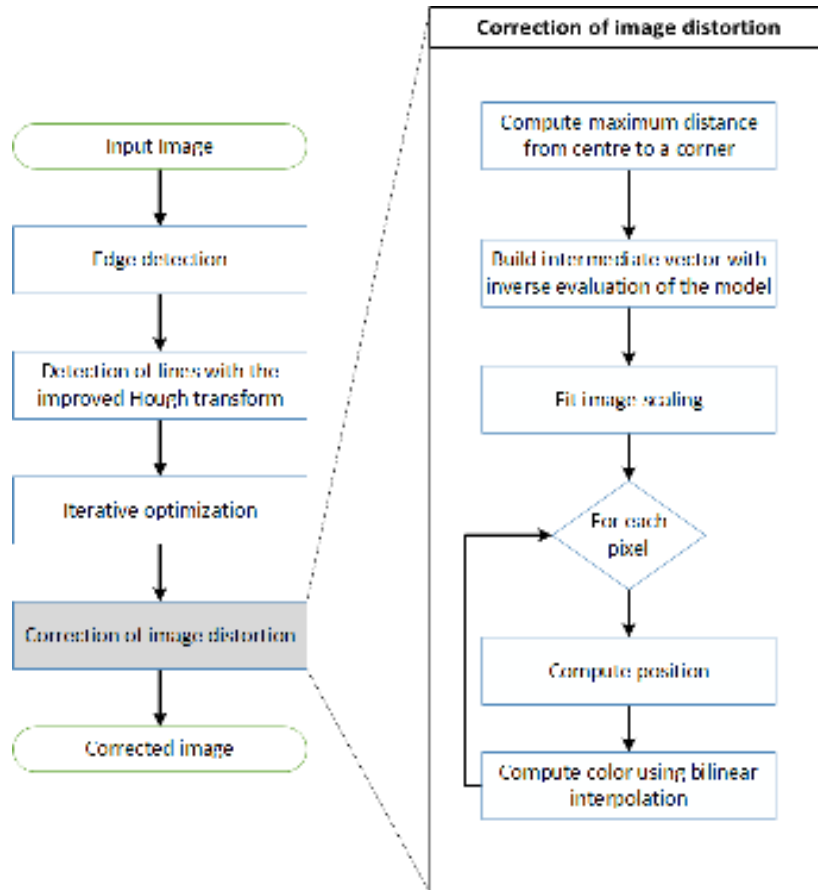 Correction of image distortion
Input Image
Edge detection
Detection of lines with the
improved Hough transform
Iterative optimization
Correction of image distortion
Corrected image
Compute maximum distance
from centre to a corner
Build intermediate vector with
inverse evaluation of the model
Fit image scaling
For each
pixel
Compute position
Compute color using bilinear
interpolation